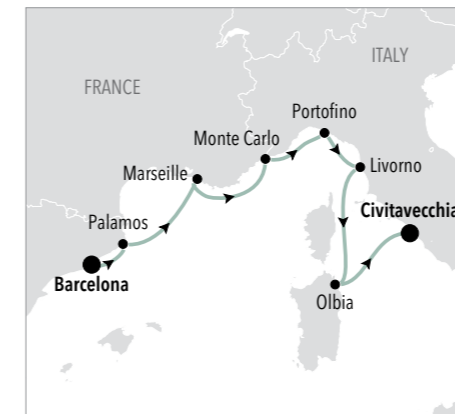 ITALY
FRANCE
Portofino
Monte Carlo
Livorno
Marseille
Civitavecchia
Palamos
Barcelona
Olbia